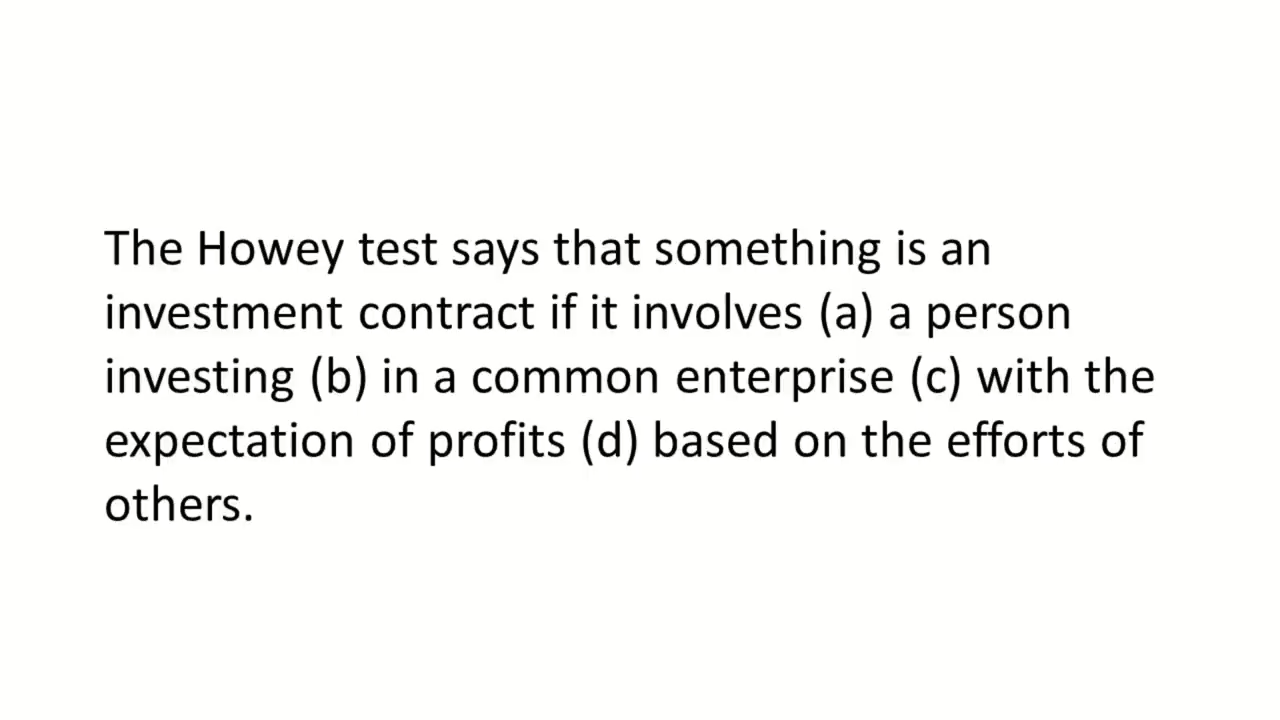 The Howey test says that something is an
investment contract if it involves (a) a person
investing (b) in a common enterprise (c) with the
expectation of profits (d) based on the efforts of
others.